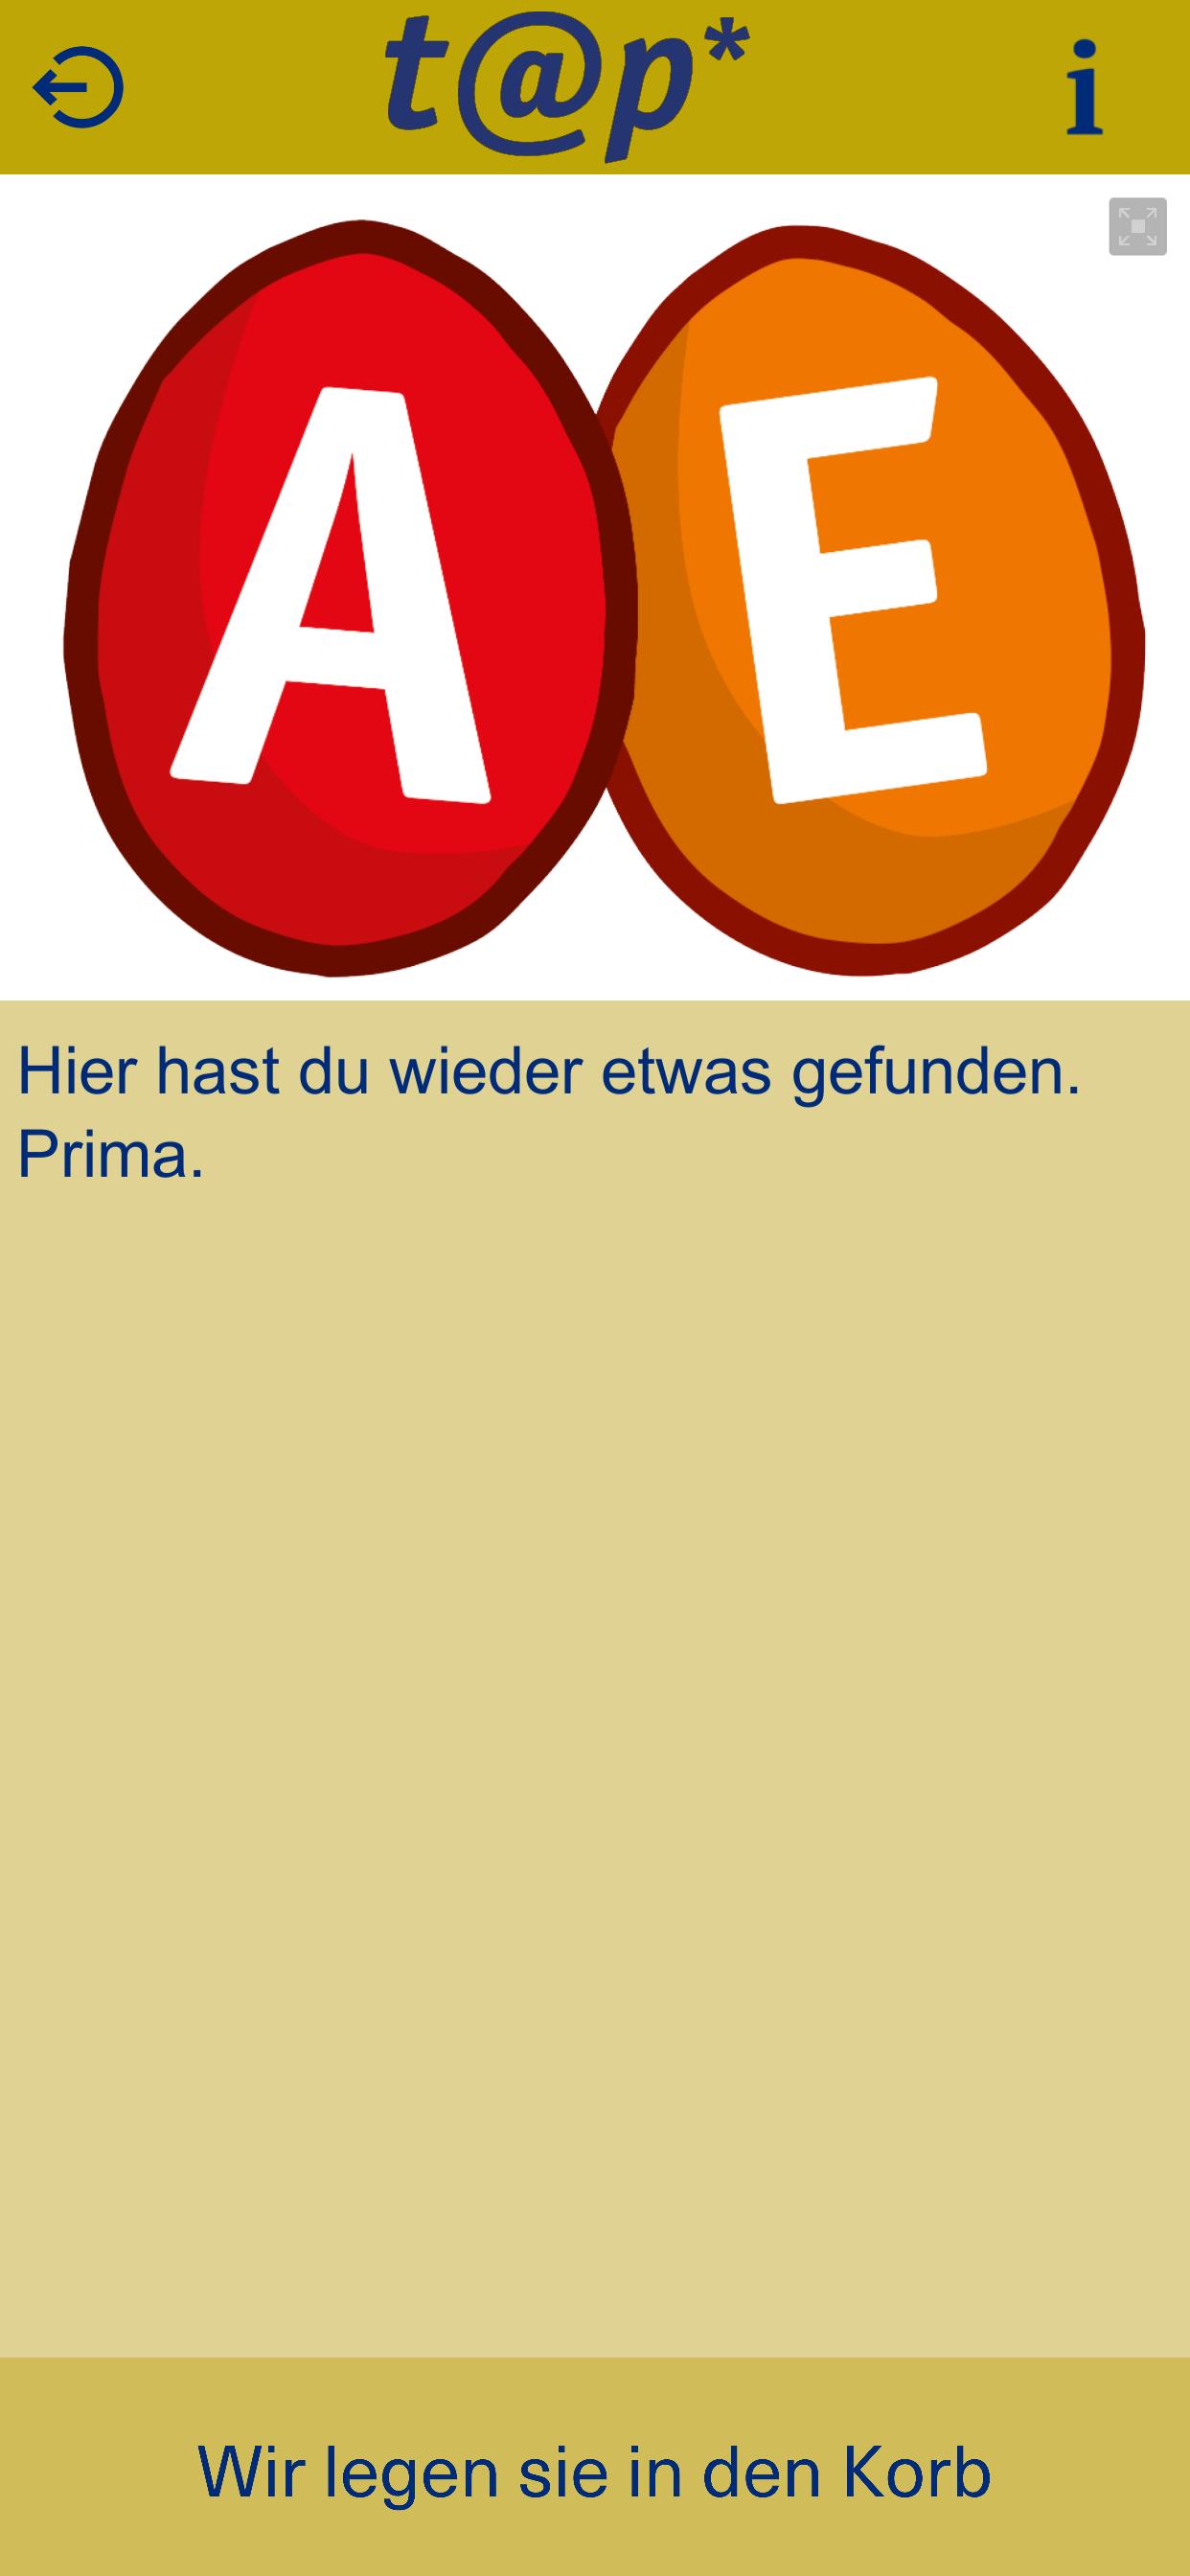 t@p*
i
A E
Hier hast du wieder etwas gefunden.
Prima.
Wir legen sie in den Korb